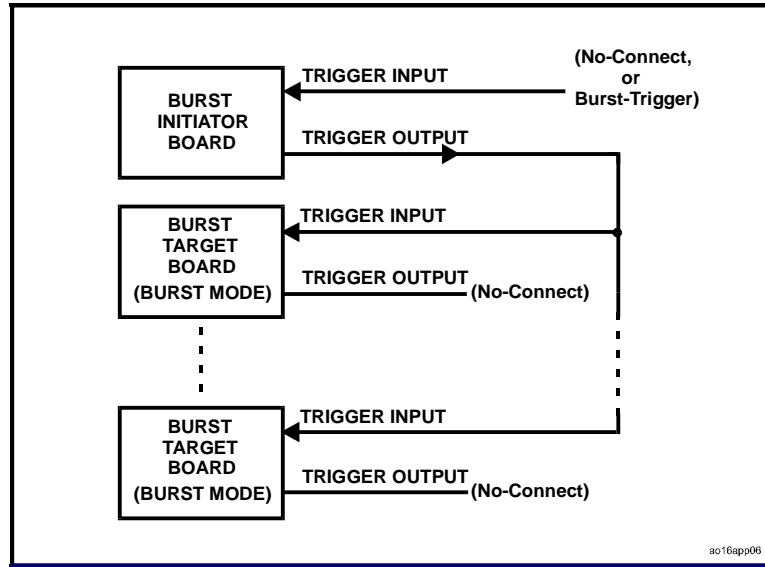 TRIGGER INPUT
(No-Connect,
or
Burst-Trigger)
BURST
INITIATOR
BOARD
TRIGGER OUTPUT
TRIGGER INPUT
BURST
TARGET
BOARD
(BURST MODE)
TRIGGER OUTPUT
(No-Connect)
TRIGGER INPUT
BURST
TARGET
BOARD
(BURST MODE)
TRIGGER OUTPUT
(No-Connect)
ao16app06